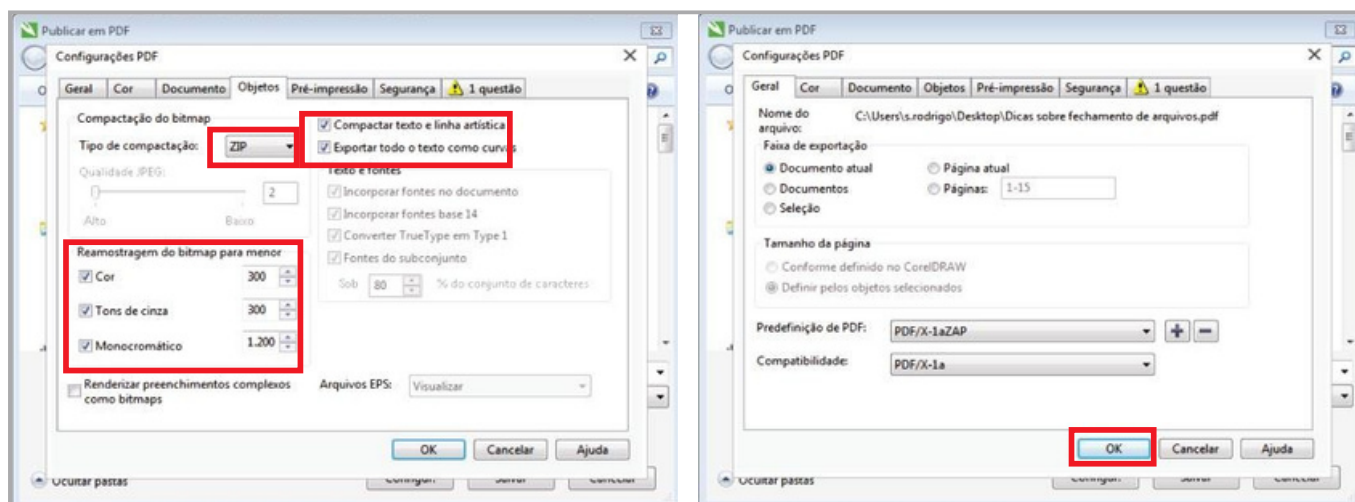 Publicar em PDF
Configurações PDF
Geral Cor Documento Objetos Pré-impressão Segurança 1 questão
Compactação do bitmap
Tipo de compactação: ZIP
Qualidade JPEG:
2
Alto Baixo
Compactar texto e linha artística
Exportar todo o texto como curvas
Texto e fontes
Incorporar fontes no documento
Incorporar fontes base 14
Converter TrueType em Type 1
Fontes do subconjunto
Sob 80 % do conjunto de caracteres
Reamostragem do bitmap para menor
Cor 300
Tons de cinza 300
Monocromático 1.200
Renderizar preenchimentos complexos
como bitmaps
Arquivos EPS: Visualizar
OK Cancelar Ajuda
Ocultar pastas
Publicar em PDF
Configurações PDF
Geral Cor Documento Objetos Pré-impressão Segurança 1 questão
Nome do
arquivo:
C:\Users\s.rodrigo\Desktop\Dicas sobre fechamento de arquivos.pdf
Faixa de exportação
Documento atual Página atual
Documentos Páginas: 1-15
Seleção
Tamanho da página
Conforme definido no CorelDRAW
Definir pelos objetos selecionados
Predefinição de PDF: PDF/X-1aZAP
Compatibilidade: PDF/X-1a
OK Cancelar Ajuda
Ocultar pastas